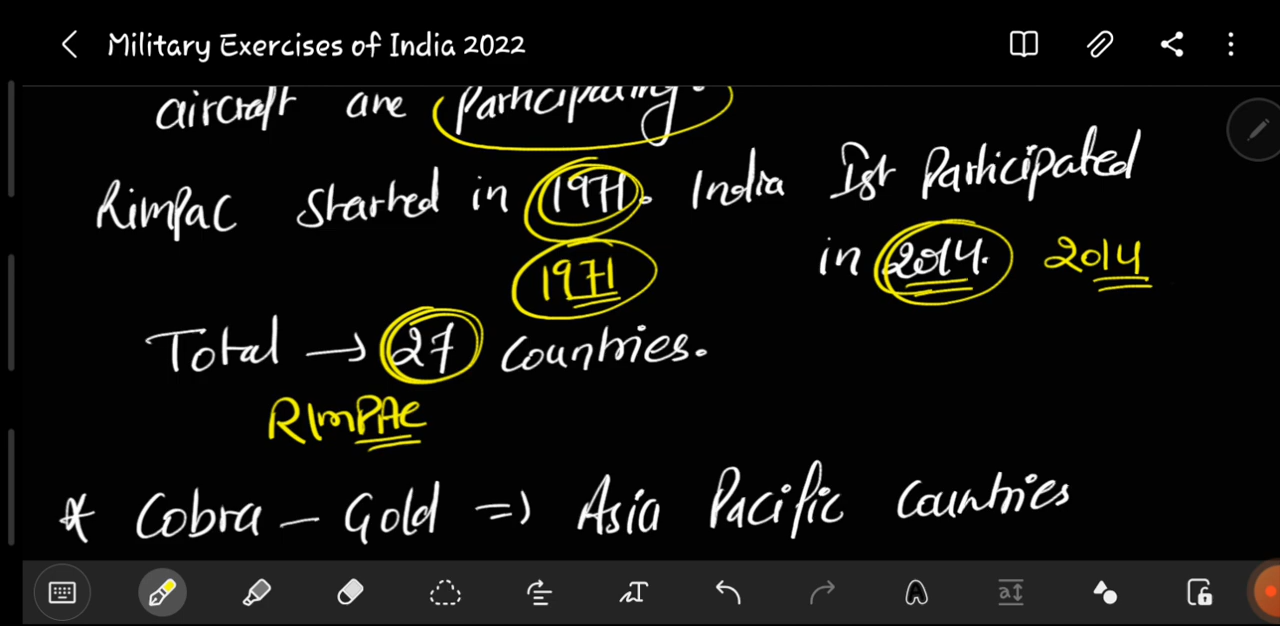 Military Exercises of India 2022
aircraft are Participating.
Rimpac Started in 1971. India Ist Participated
in 2014. 2014
1971
Total → 27 Countries.
RIMPAC
* Cobra - Gold => Asia Pacific Countries